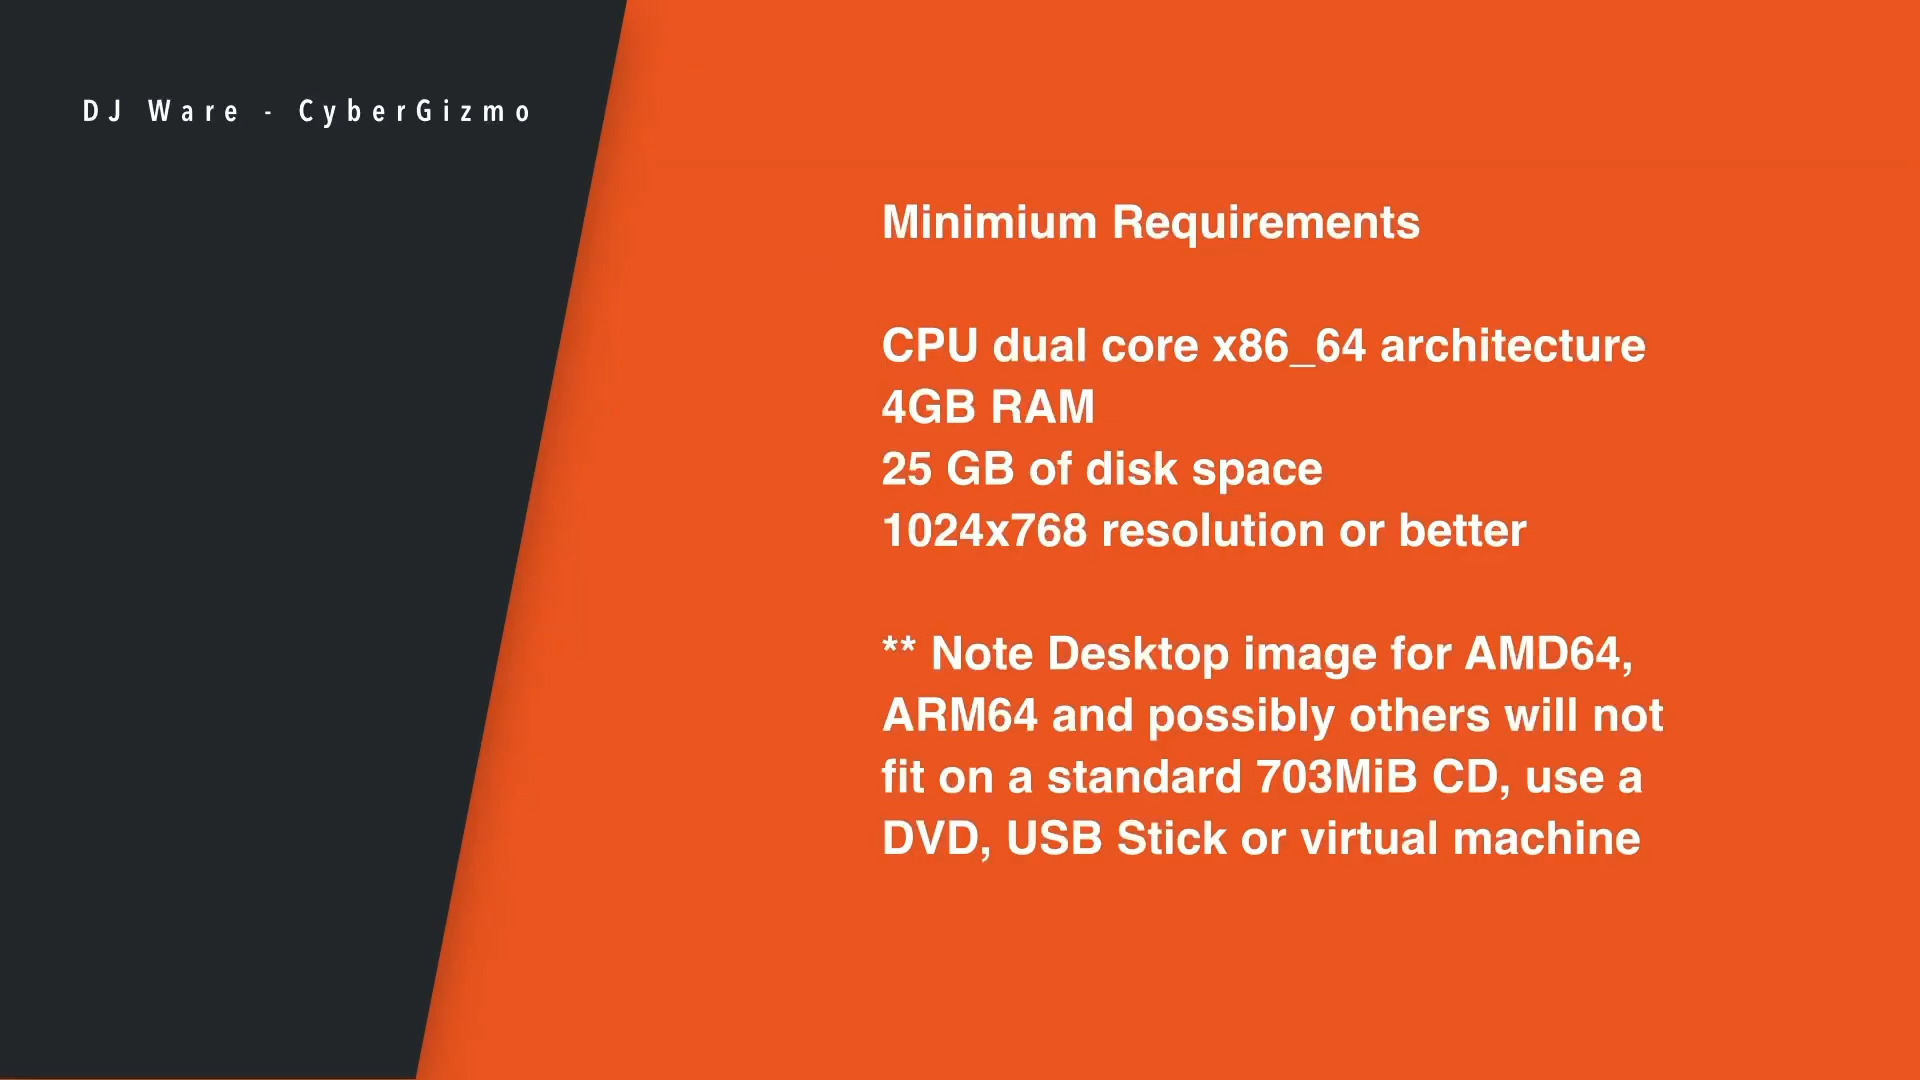 DJ Ware - CyberGizmo
Minimium Requirements
CPU dual core x86_64 architecture
4GB RAM
25 GB of disk space
1024x768 resolution or better
** Note Desktop image for AMD64,
ARM64 and possibly others will not
fit on a standard 703MiB CD, use a
DVD, USB Stick or virtual machine